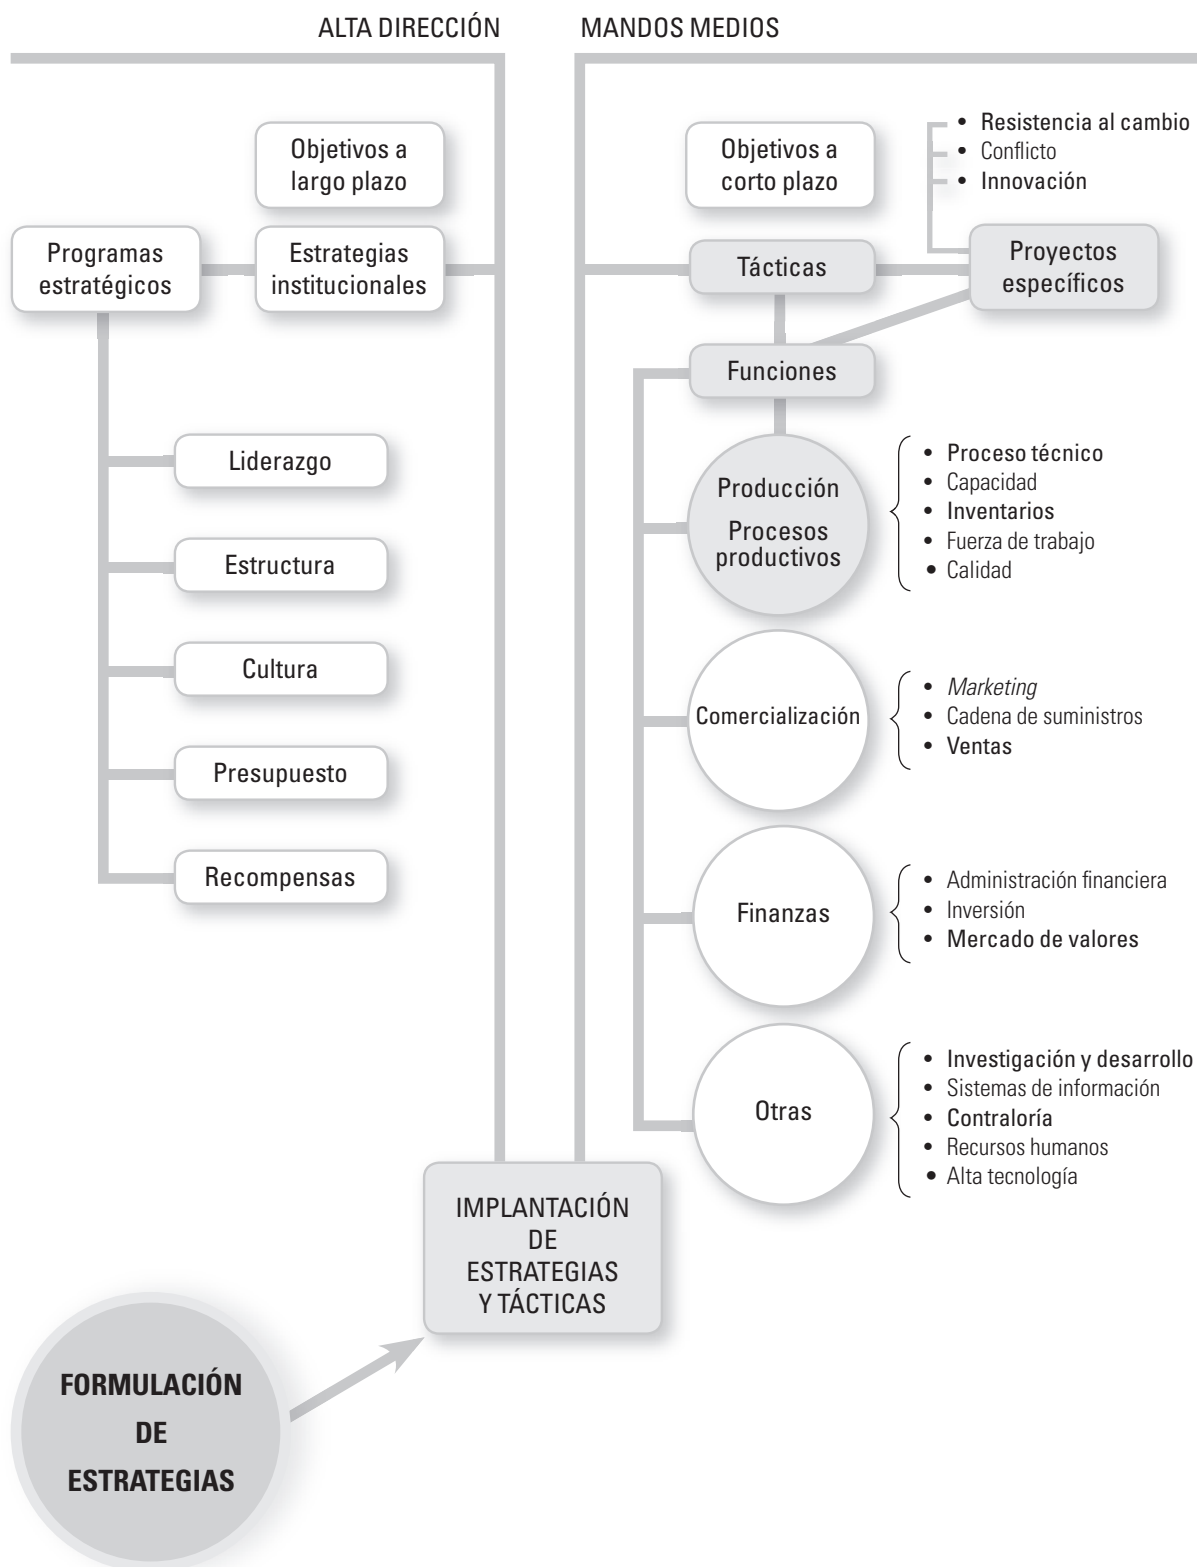 ALTA DIRECCIÓN
MANDOS MEDIOS
Objetivos a
largo plazo
Programas
estratégicos
Estrategias
institucionales
Liderazgo
Estructura
Cultura
Presupuesto
Recompensas
Objetivos a
corto plazo
• Resistencia al cambio
• Conflicto
• Innovación
Tácticas
Proyectos
específicos
Funciones
Producción
Procesos
productivos
• Proceso técnico
• Capacidad
• Inventarios
• Fuerza de trabajo
• Calidad
Comercialización
• Marketing
• Cadena de suministros
• Ventas
Finanzas
• Administración financiera
• Inversión
• Mercado de valores
Otras
• Investigación y desarrollo
• Sistemas de información
• Contraloría
• Recursos humanos
• Alta tecnología
IMPLANTACIÓN
DE
ESTRATEGIAS
Y TÁCTICAS
FORMULACIÓN
DE
ESTRATEGIAS